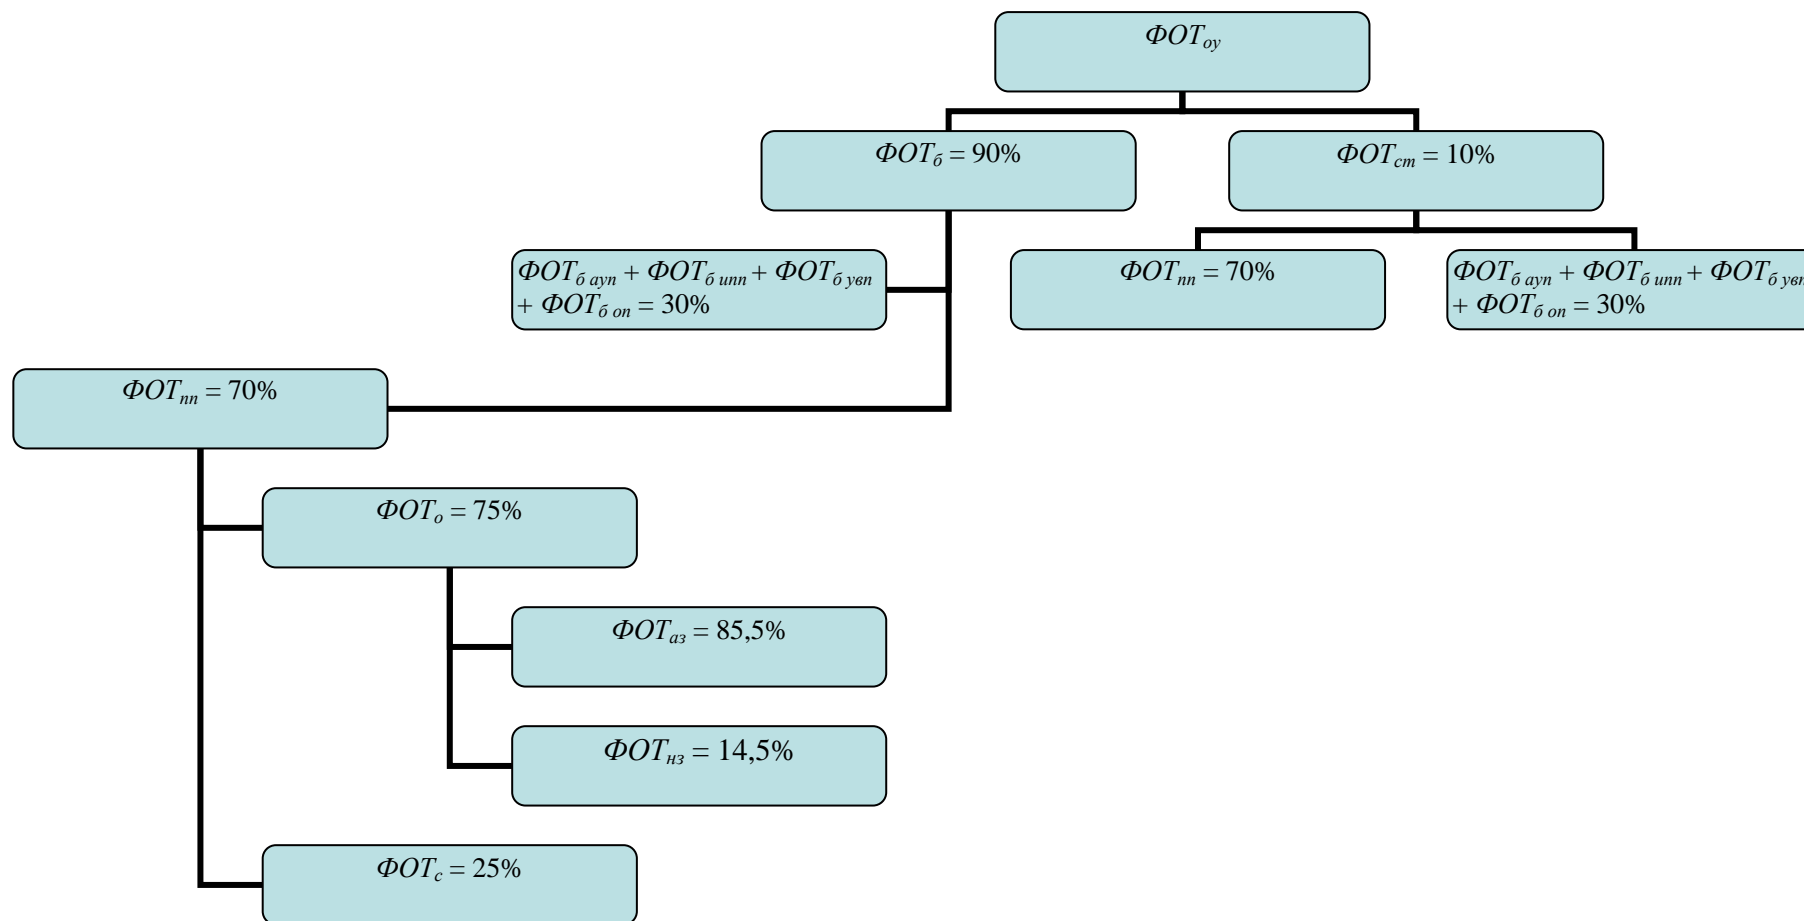 ФОТоу
ФОТб = 90%
ФОТст = 10%
ФОТб ауп + ФОТб ипп + ФОТб увп
+ ФОТб оп = 30%
ФОТпп = 70%
ФОТб ауп + ФОТб ипп + ФОТб увп
+ ФОТб оп = 30%
ФОТпп = 70%
ФОТо = 75%
ФОТаз = 85,5%
ФОТнз = 14,5%
ФОТс = 25%